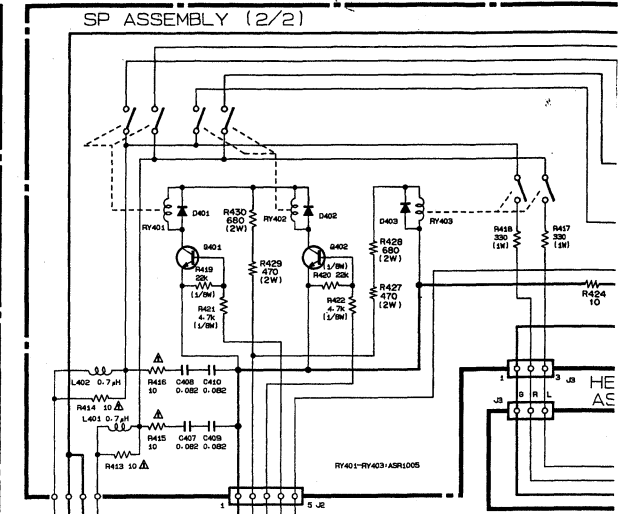 SP ASSEMBLY (2/2)
D401
RY401
R430
680
(2W)
RY402
D402
D403
RY403
R418
330
(1W)
R417
330
(1W)
Q401
R419
22k
(1/8W)
R421
4.7k
(1/8W)
R429
470
(2W)
Q402
(1/8W)
R420 22k
R422
4.7k
(1/8W)
R428
680
(2W)
R427
470
(2W)
R424
10
L402 0.7μH
R416
10
C408
0.082
C410
0.082
R414 10
L401 0.7μH
R415
10
C407
0.082
C409
0.082
R413 10
1
3
J3
HE
AS
J3
G R L
RY401-RY403:ASR1005
1
5 J2